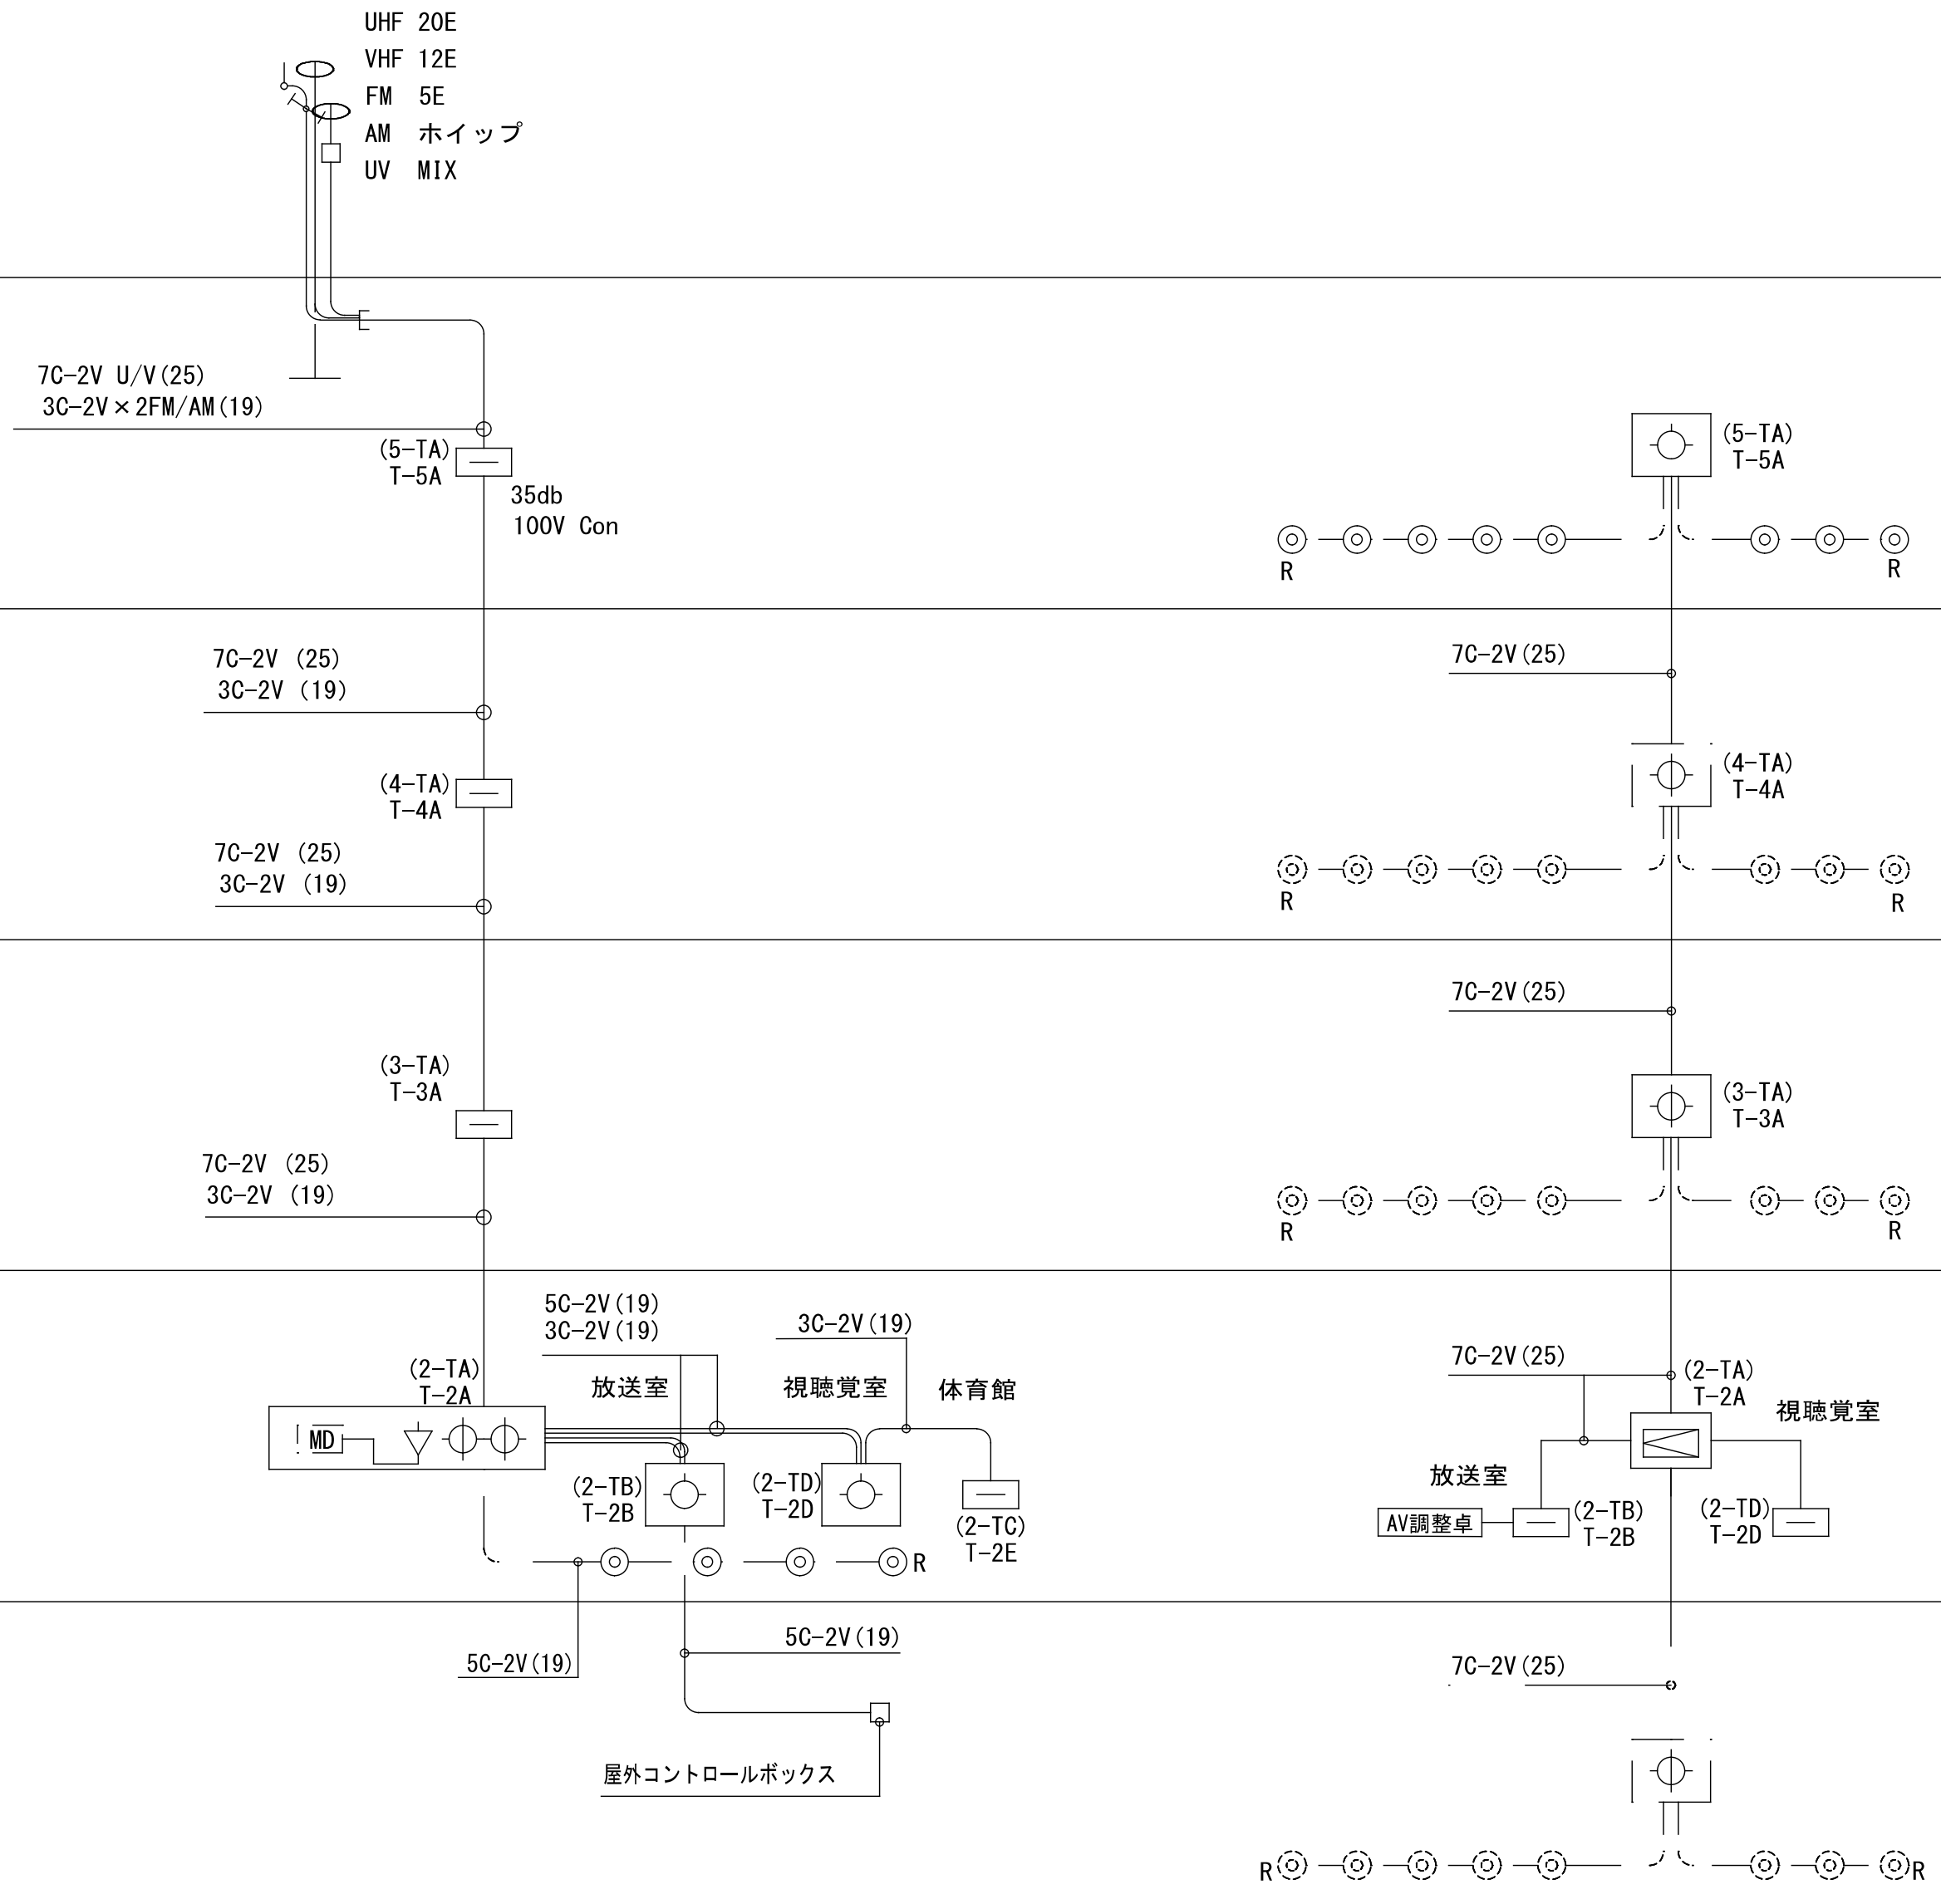 UHF 20E
VHF 12E
FM 5E
AM ホイップ
UV MIX
7C-2V U/V(25)
3C-2V×2FM/AM(19)
(5-TA)
T-5A
35db
100V Con
(5-TA)
T-5A
R
R
7C-2V (25)
3C-2V (19)
7C-2V(25)
(4-TA)
T-4A
(4-TA)
T-4A
7C-2V (25)
3C-2V (19)
R
R
7C-2V(25)
(3-TA)
T-3A
(3-TA)
T-3A
7C-2V (25)
3C-2V (19)
R
R
5C-2V(19)
3C-2V(19)
3C-2V(19)
(2-TA)
T-2A
放送室
視聴覚室
体育館
MD
(2-TB)
T-2B
(2-TD)
T-2D
(2-TC)
T-2E
R
7C-2V(25)
(2-TA)
T-2A
視聴覚室
放送室
AV調整卓
(2-TB)
T-2B
(2-TD)
T-2D
5C-2V(19)
5C-2V(19)
7C-2V(25)
屋外コントロールボックス
R
R